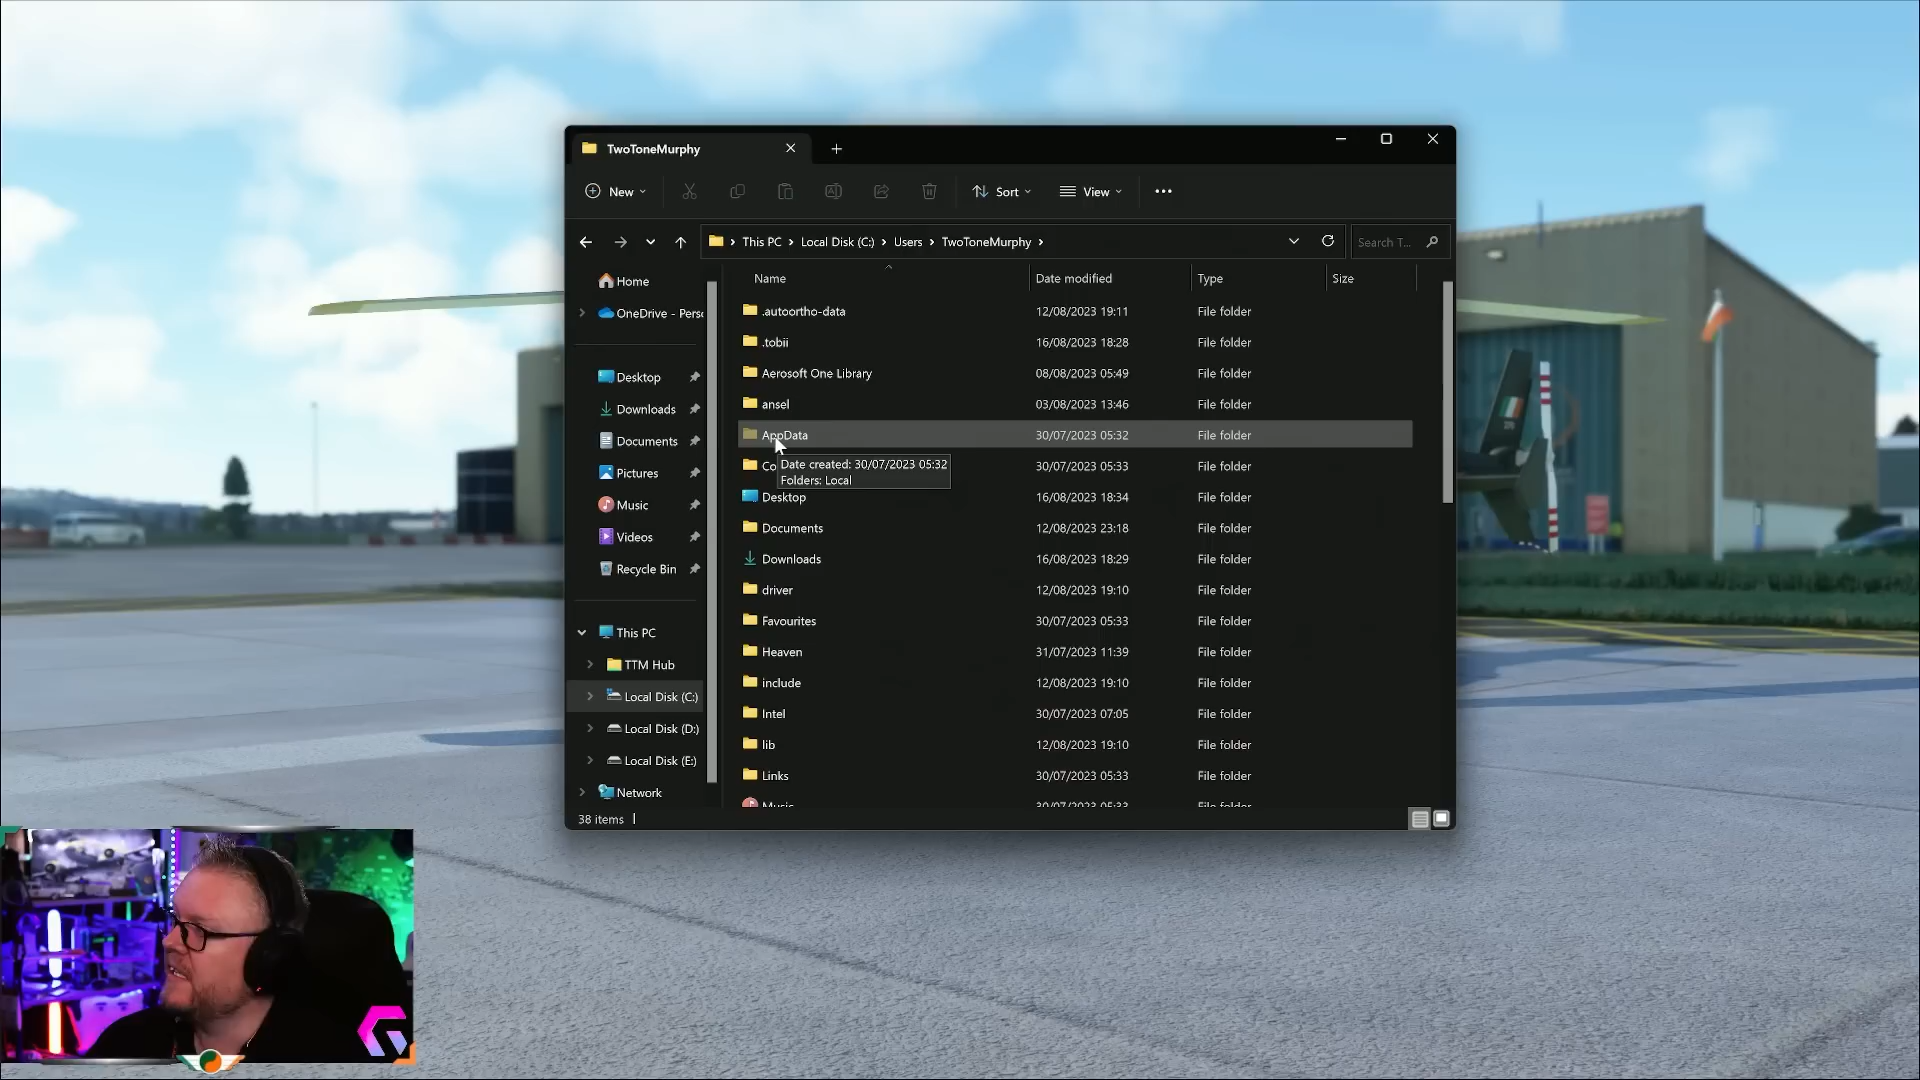 TwoToneMurphy
New
Sort
View
This PC > Local Disk (C:) > Users > TwoToneMurphy >
Search T...
Home
OneDrive - Pers
Desktop
Downloads
Documents
Pictures
Music
Videos
Recycle Bin
This PC
TTM Hub
Local Disk (C:)
Local Disk (D:)
Local Disk (E:)
Network
Name Date modified Type Size
.autoortho-data 12/08/2023 19:11 File folder
.tobii 16/08/2023 18:28 File folder
Aerosoft One Library 08/08/2023 05:49 File folder
ansel 03/08/2023 13:46 File folder
AppData 30/07/2023 05:32 File folder
Co 30/07/2023 05:33 File folder
Date created: 30/07/2023 05:32
Folders: Local
Desktop 16/08/2023 18:34 File folder
Documents 12/08/2023 23:18 File folder
Downloads 16/08/2023 18:29 File folder
driver 12/08/2023 19:10 File folder
Favourites 30/07/2023 05:33 File folder
Heaven 31/07/2023 11:39 File folder
include 12/08/2023 19:10 File folder
Intel 30/07/2023 07:05 File folder
lib 12/08/2023 19:10 File folder
Links 30/07/2023 05:33 File folder
Music 30/07/2023 05:33 File folder
38 items